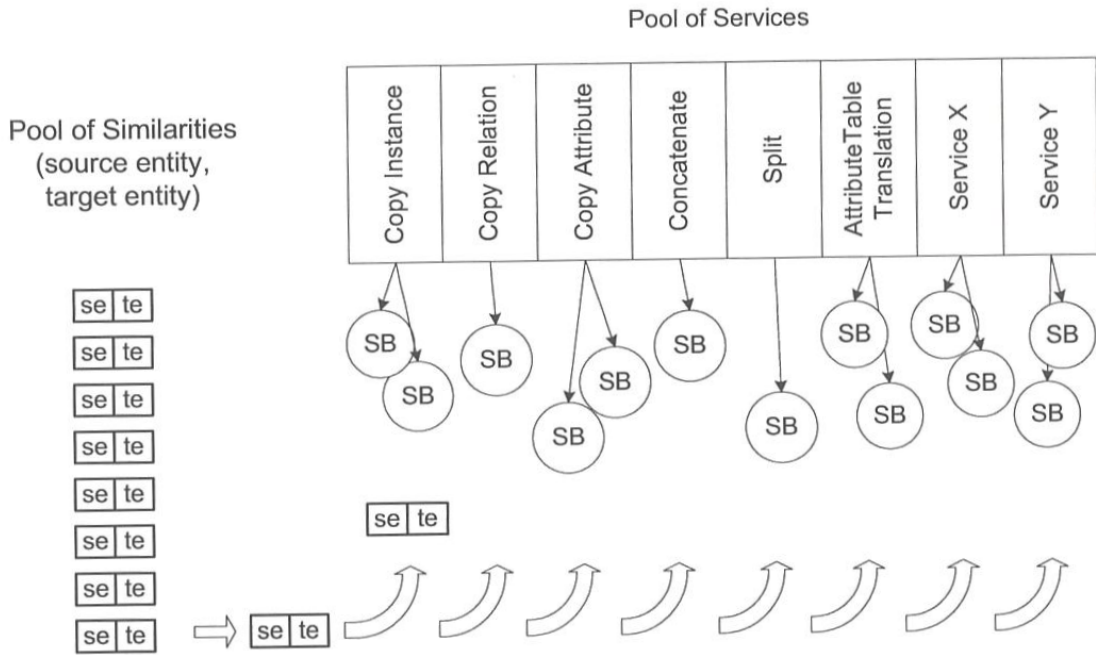 Pool of Services
Pool of Similarities
(source entity,
target entity)
Copy Instance
Copy Relation
Copy Attribute
Concatenate
Split
AttributeTable
Translation
Service X
Service Y
SB
SB
SB
SB
SB
SB
SB
SB
SB
SB
SB
SB
SB
se te
se te
se te
se te
se te
se te
se te
se te
se te
se te